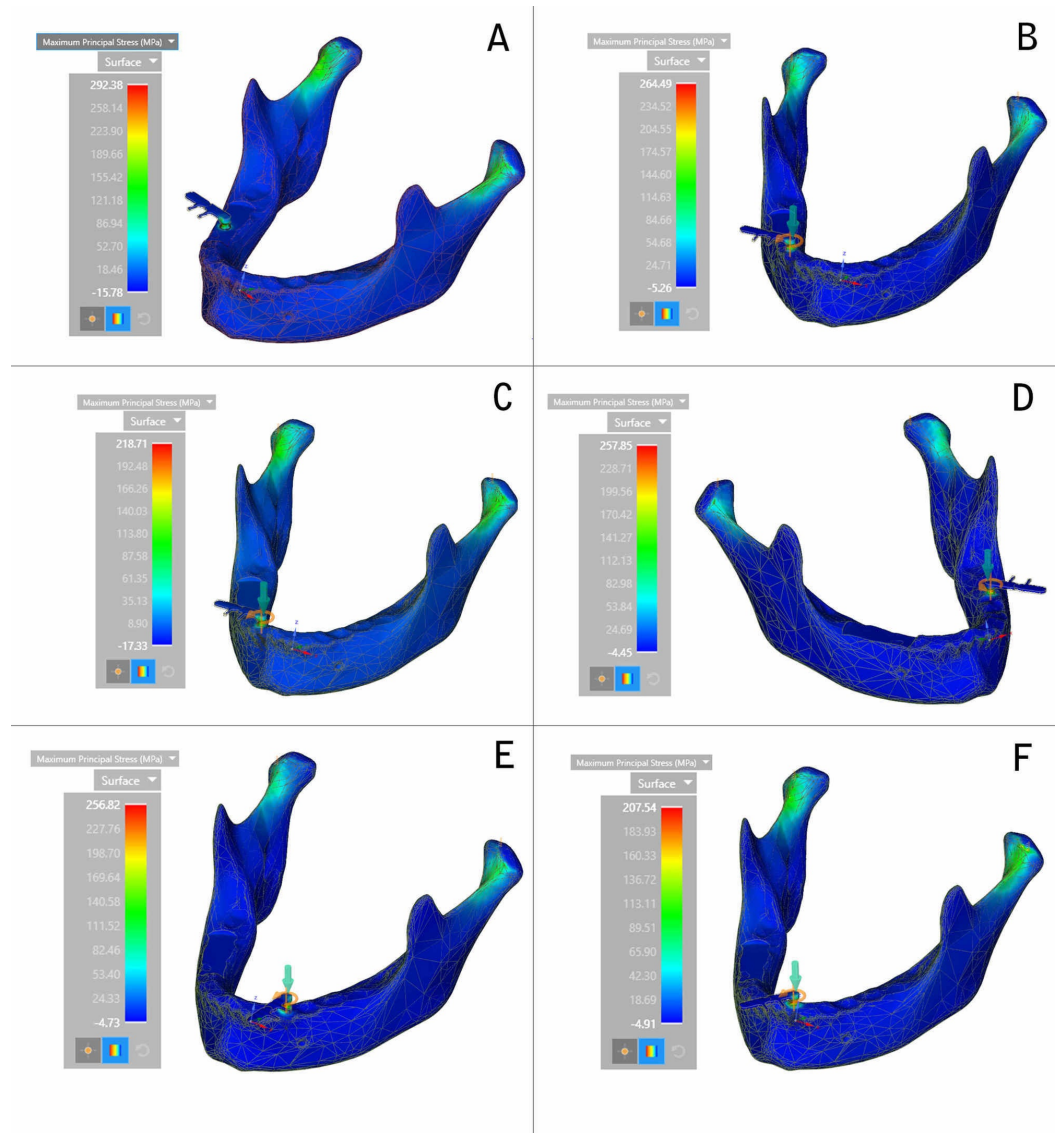 A
Maximum Principal Stress (MPa)
Surface
292.38
258.14
223.90
189.66
155.42
121.18
86.94
52.70
18.46
-15.78
z
B
Maximum Principal Stress (MPa)
Surface
264.49
234.52
204.55
174.57
144.60
114.63
84.66
54.68
24.71
-5.26
z
C
Maximum Principal Stress (MPa)
Surface
218.71
192.48
166.26
140.03
113.80
87.58
61.35
35.13
8.90
-17.33
z
D
Maximum Principal Stress (MPa)
Surface
257.85
228.71
199.56
170.42
141.27
112.13
82.98
53.84
24.69
-4.45
E
Maximum Principal Stress (MPa)
Surface
256.82
227.76
198.70
169.64
140.58
111.52
82.46
53.40
24.33
-4.73
z
F
Maximum Principal Stress (MPa)
Surface
207.54
183.93
160.33
136.72
113.11
89.51
65.90
42.30
18.69
-4.91